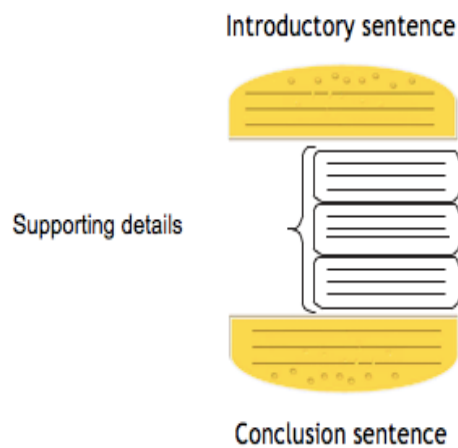 Introductory sentence
Supporting details
Conclusion sentence